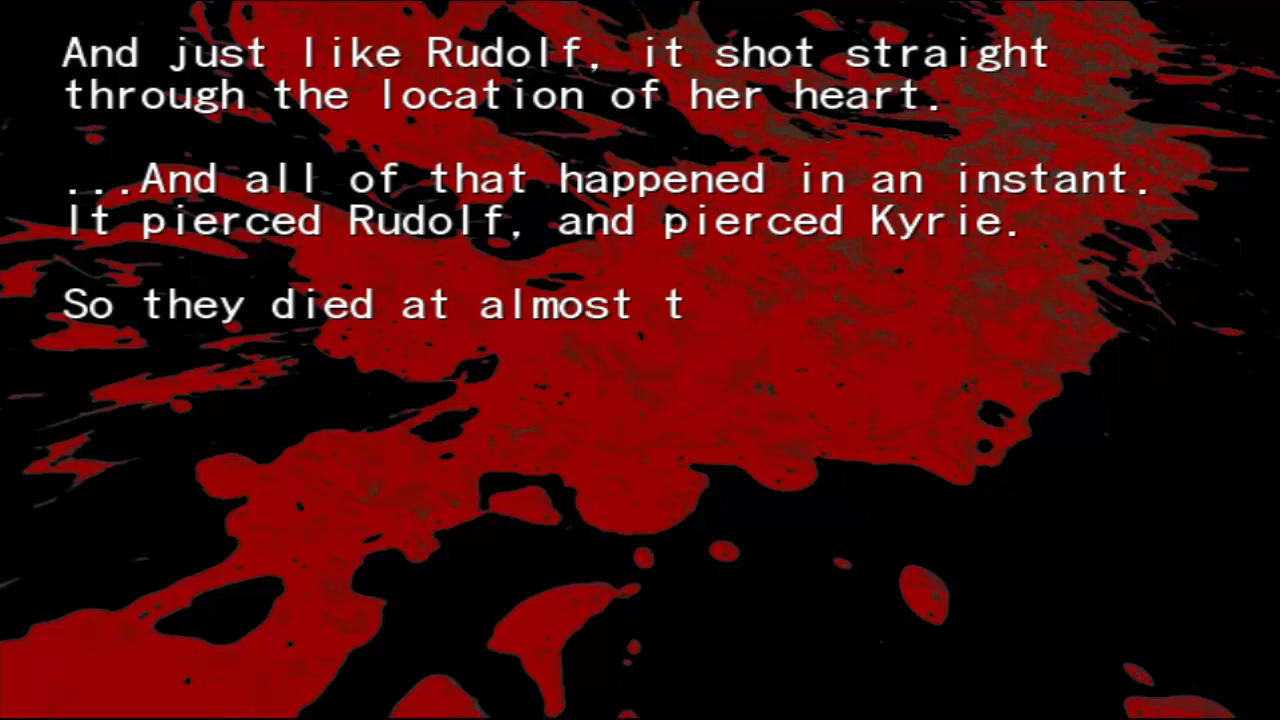 And just like Rudolf, it shot straight
through the location of her heart.
...And all of that happened in an instant.
It pierced Rudolf, and pierced Kyrie.
So they died at almost t